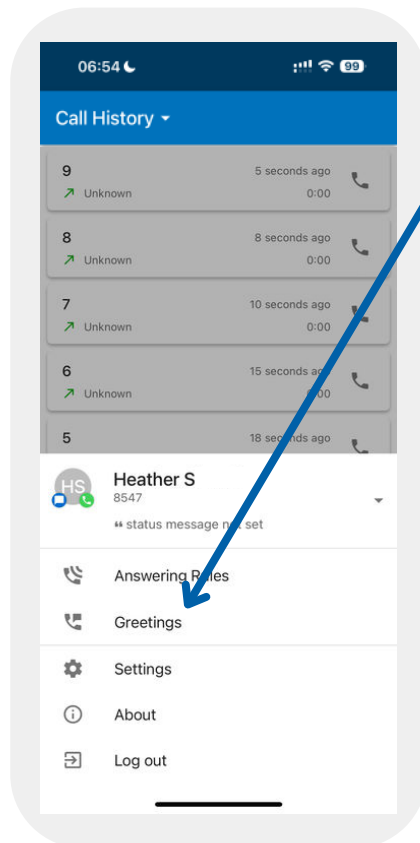 06:54 99
Call History
9 5 seconds ago
Unknown 0:00
8 8 seconds ago
Unknown 0:00
7 10 seconds ago
Unknown 0:00
6 15 seconds ago
Unknown 0:00
5 18 seconds ago
HS Heather S
8547
“ status message not set
Answering Rules
Greetings
Settings
About
Log out